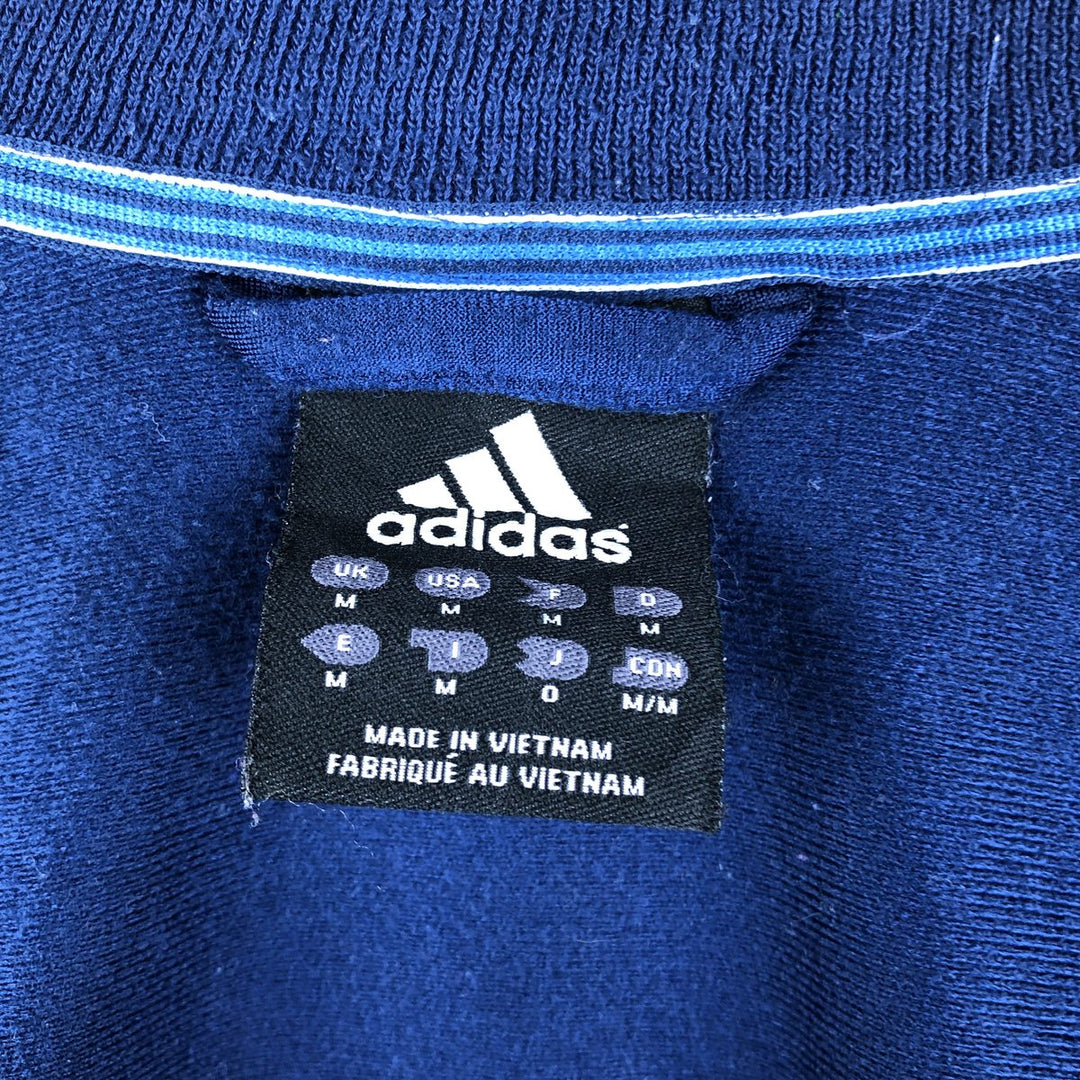 adidas
UK USA F D
M M M M
E I J CDN
M M O M/M
MADE IN VIETNAM
FABRIQUÉ AU VIETNAM